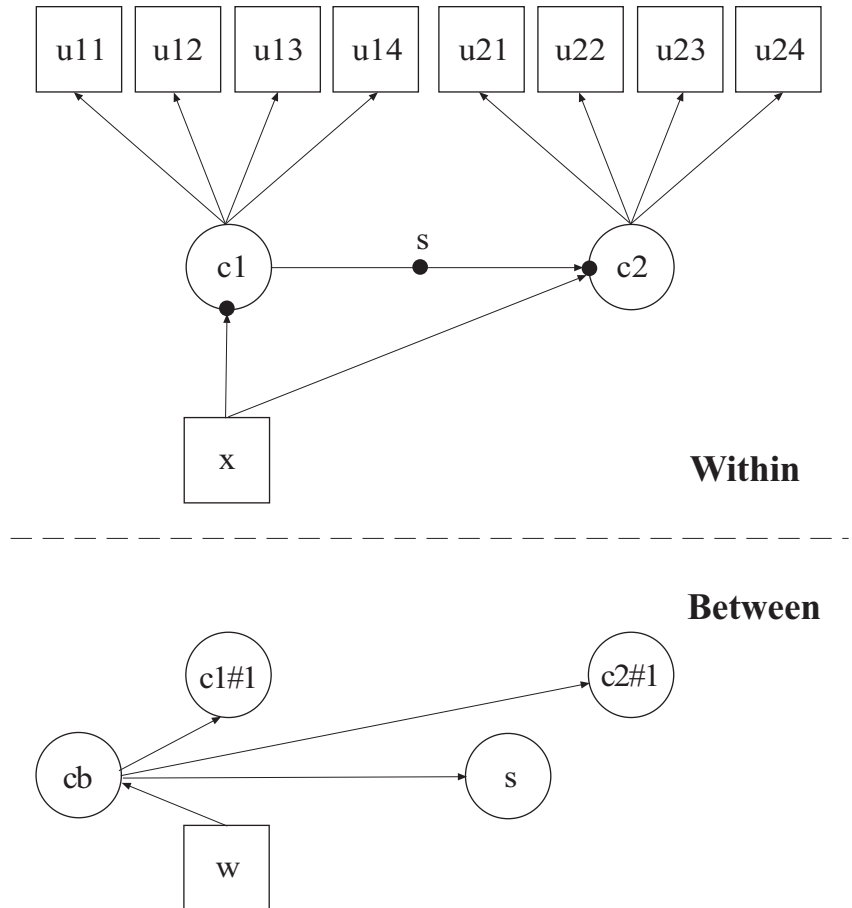 u11 u12 u13 u14 u21 u22 u23 u24
s
c1 c2
x
Within
Between
c1#1 c2#1
cb s
w